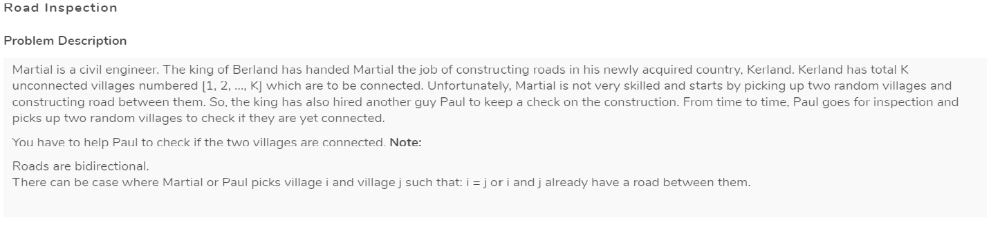 Road Inspection
Problem Description
Martial is a civil engineer. The king of Berland has handed Martial the job of constructing roads in his newly acquired country, Kerland. Kerland has total K
unconnected villages numbered [1, 2, ..., K] which are to be connected. Unfortunately, Martial is not very skilled and starts by picking up two random villages and
constructing road between them. So, the king has also hired another guy Paul to keep a check on the construction. From time to time, Paul goes for inspection and
picks up two random villages to check if they are yet connected.
You have to help Paul to check if the two villages are connected. Note:
Roads are bidirectional.
There can be case where Martial or Paul picks village i and village j such that: i = j or i and j already have a road between them.